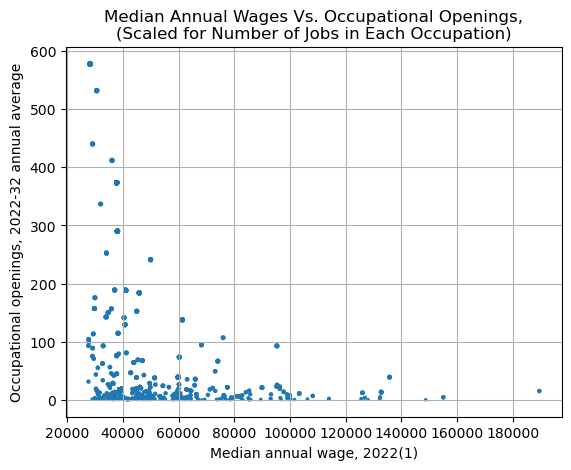 Median Annual Wages Vs. Occupational Openings,
(Scaled for Number of Jobs in Each Occupation)
Occupational openings, 2022-32 annual average
600
500
400
300
200
100
0
20000 40000 60000 80000 100000 120000 140000 160000 180000
Median annual wage, 2022(1)